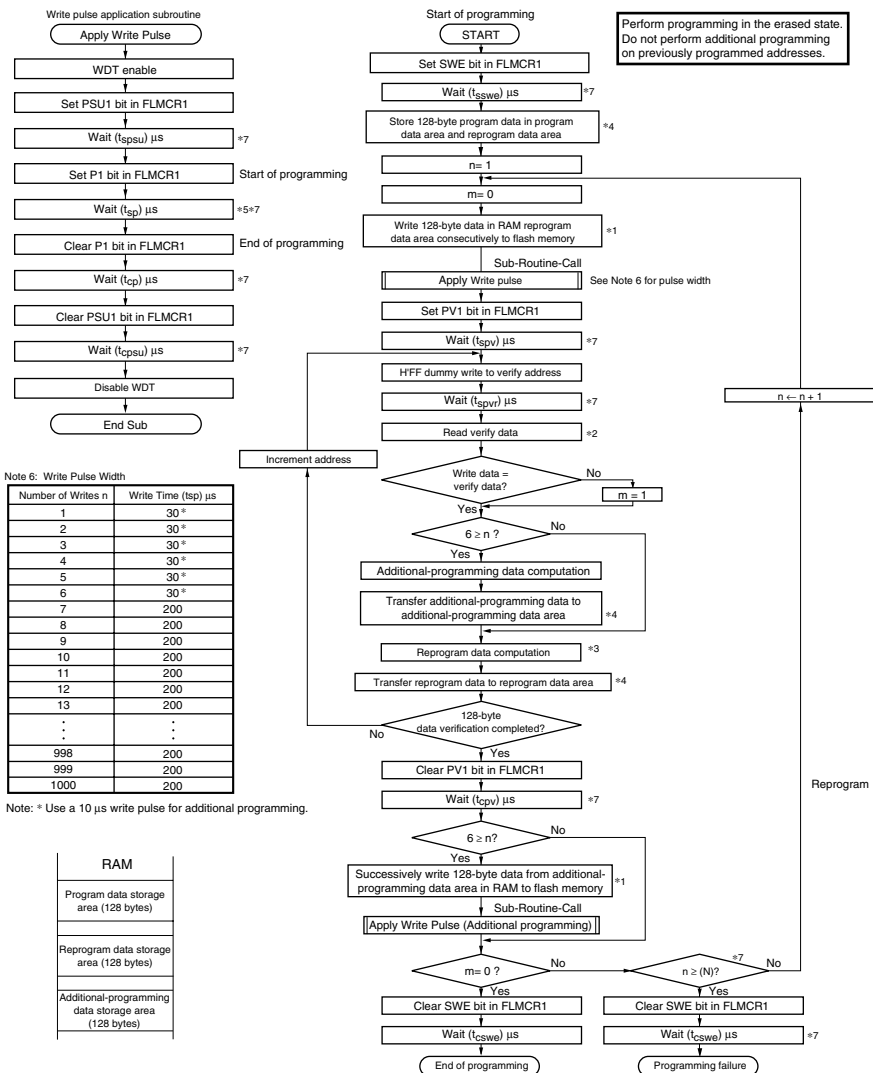 Write pulse application subroutine
Apply Write Pulse
WDT enable
Set PSU1 bit in FLMCR1
Wait (tspsu) μs
*7
Set P1 bit in FLMCR1
Start of programming
Wait (tsp) μs
*5*7
Clear P1 bit in FLMCR1
End of programming
Wait (tcp) μs
*7
Clear PSU1 bit in FLMCR1
Wait (tcpsu) μs
*7
Disable WDT
End Sub
Note 6: Write Pulse Width
Number of Writes n
Write Time (tsp) μs
1
30*
2
30*
3
30*
4
30*
5
30*
6
30*
7
200
8
200
9
200
10
200
11
200
12
200
13
200
998
200
999
200
1000
200
Note: * Use a 10 μs write pulse for additional programming.
RAM
Program data storage
area (128 bytes)
Reprogram data storage
area (128 bytes)
Additional-programming
data storage area
(128 bytes)
Start of programming
START
Set SWE bit in FLMCR1
Wait (tsswe) μs
*7
Store 128-byte program data in program
data area and reprogram data area
*4
n= 1
m= 0
Write 128-byte data in RAM reprogram
data area consecutively to flash memory
*1
Sub-Routine-Call
Apply Write pulse
See Note 6 for pulse width
Set PV1 bit in FLMCR1
Wait (tspv) μs
*7
H'FF dummy write to verify address
Wait (tspvr) μs
*7
Read verify data
*2
Increment address
Write data =
verify data?
No
m = 1
Yes
6 ≥ n ?
No
Yes
Additional-programming data computation
Transfer additional-programming data to
additional-programming data area
*4
Reprogram data computation
*3
Transfer reprogram data to reprogram data area
*4
128-byte
data verification completed?
No
Yes
Clear PV1 bit in FLMCR1
Wait (tcpv) μs
*7
6 ≥ n?
No
Yes
Successively write 128-byte data from additional-
programming data area in RAM to flash memory
*1
Sub-Routine-Call
Apply Write Pulse (Additional programming)
m= 0 ?
No
Yes
Clear SWE bit in FLMCR1
Wait (tcswe) μs
End of programming
n ≥ (N)?
*7
No
Yes
Clear SWE bit in FLMCR1
Wait (tcswe) μs
*7
Programming failure
n ← n + 1
Reprogram
Perform programming in the erased state.
Do not perform additional programming
on previously programmed addresses.